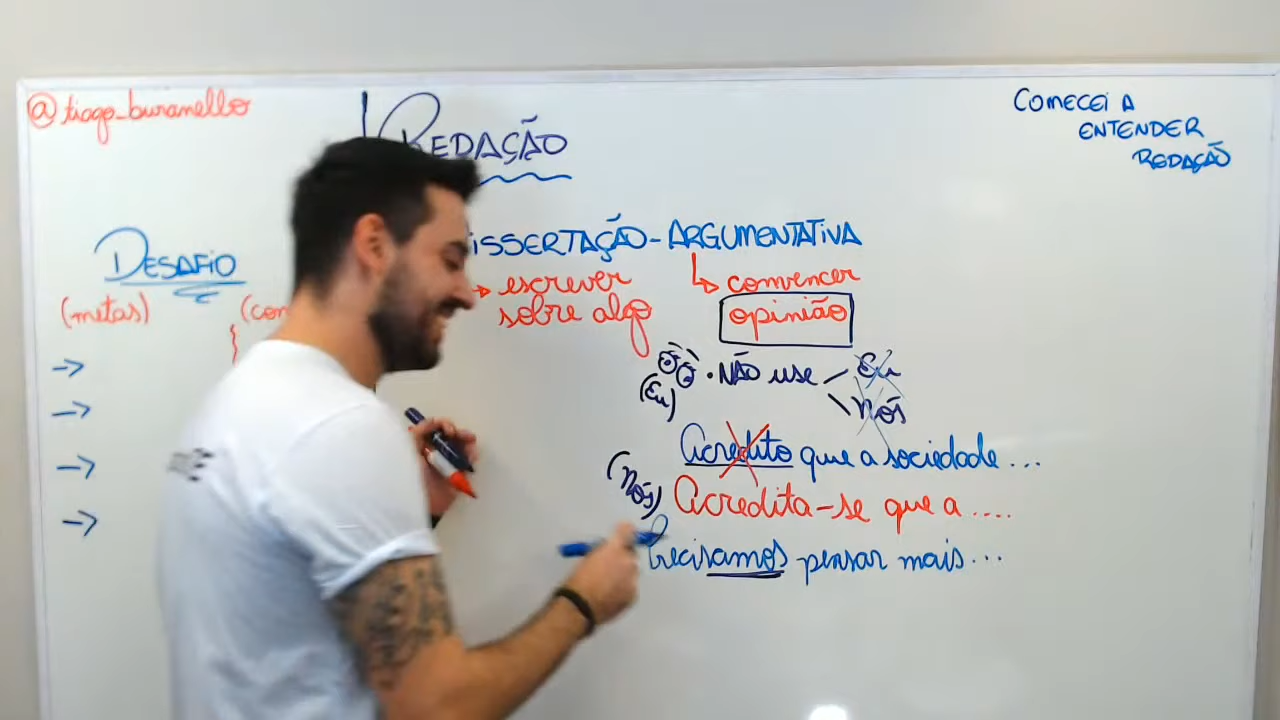 @tiago_buranello
REDAÇÃO
COMECEI A
ENTENDER
REDAÇÃO
DESAFIO
(metas)
(com
DISSERTAÇÃO-ARGUMENTATIVA
escrever
sobre algo
convencer
opinião
(Eu)
• NÃO use
Eu
Nós
Acredito que a sociedade ...
(Nós)
Acredita-se que a ....
Precisamos pensar mais...